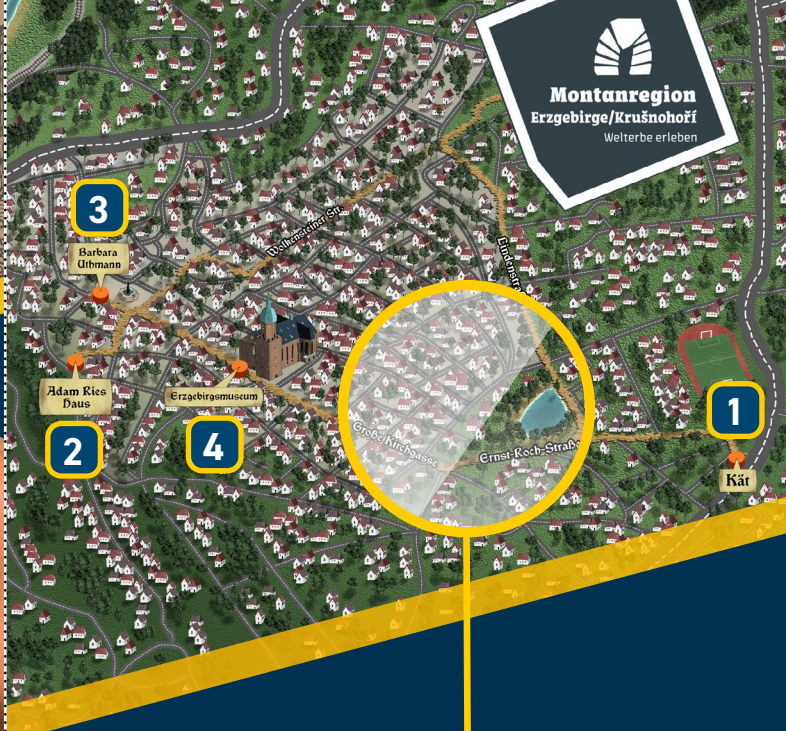 Montanregion
Erzgebirge/Krušnohoří
Welterbe erleben
3
Barbara
Uthmann
Wolkensteiner Str.
Lindenstra
Adam Ries
Haus
2
Erzgebirgsmuseum
4
Große Kirchgasse
Ernst-Roch-Straße
1
Kät